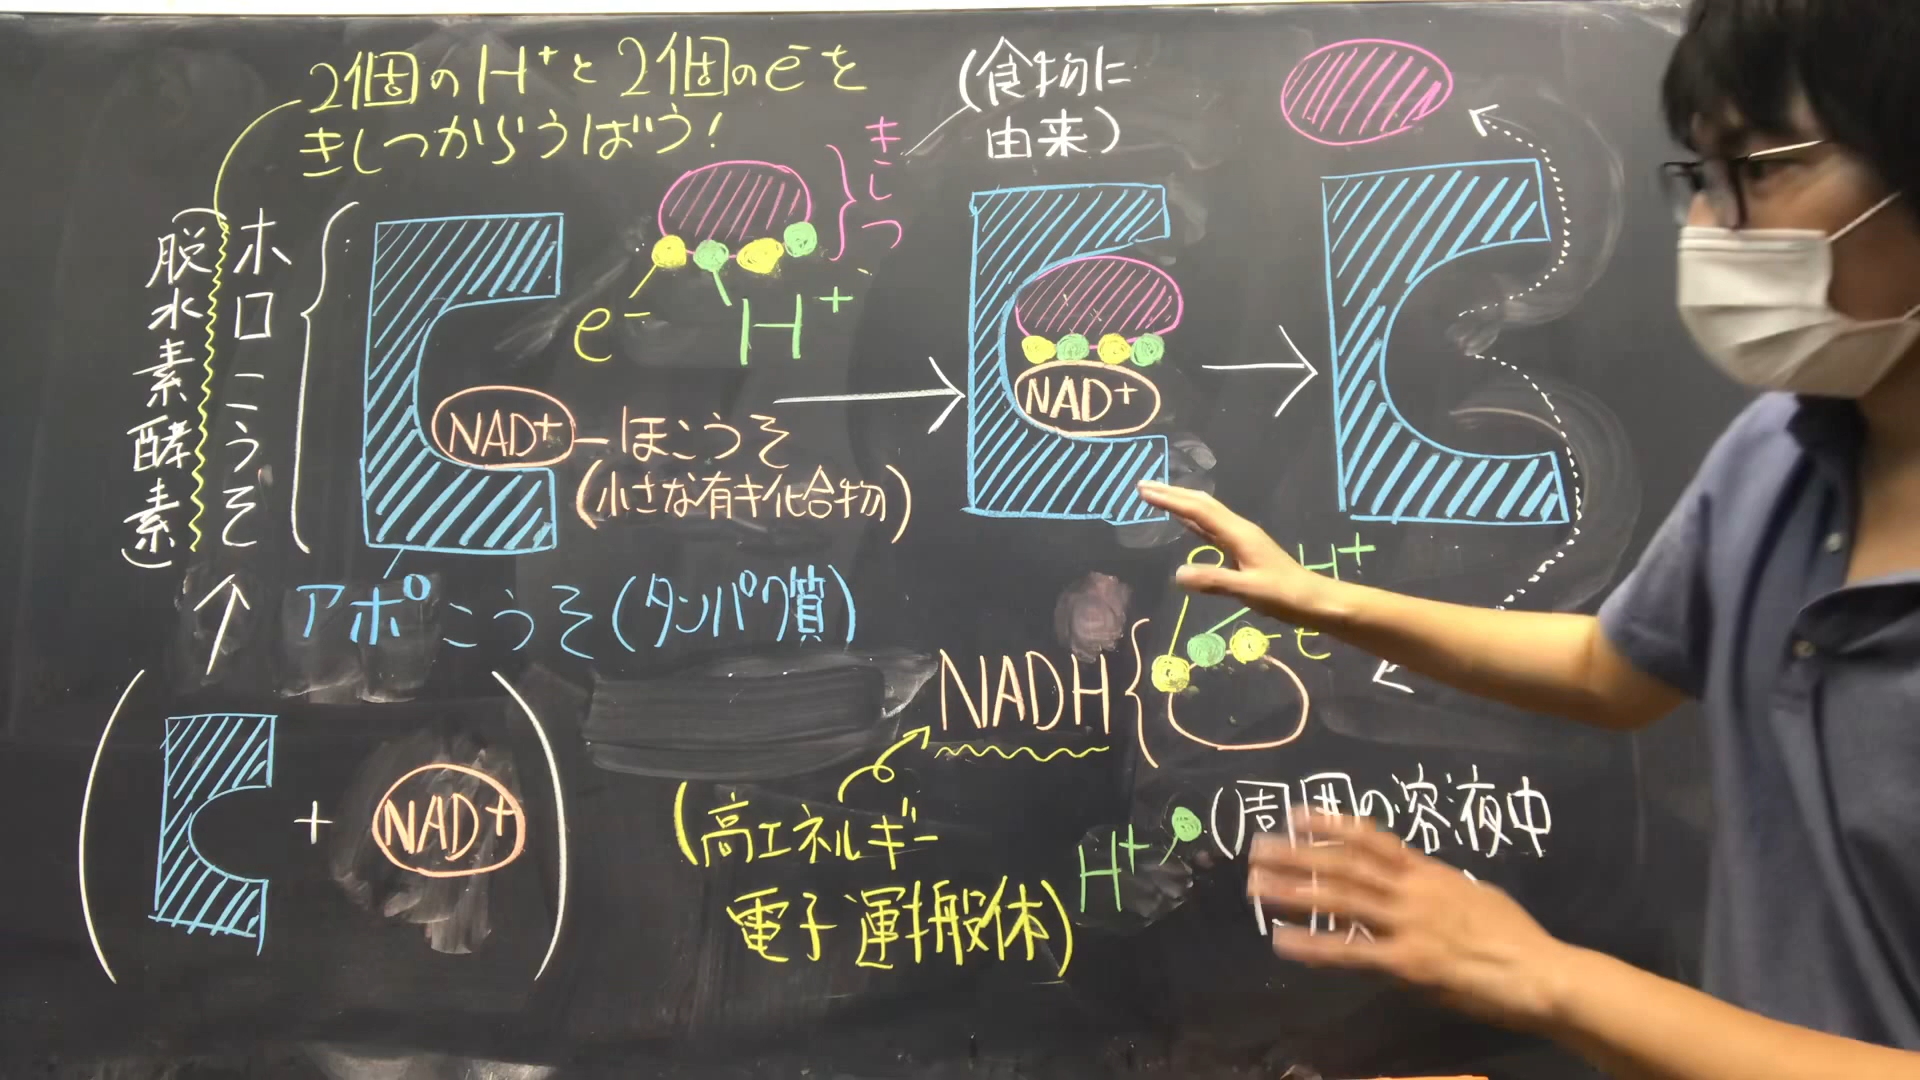 2個のH⁺と2個のe⁻を
きしつからうばう!
(食物に
由来)
きしつ
ホロこうそ
(脱水素酵素)
e⁻
H⁺
NAD⁺
ほこうそ
(小さな有キ化合物)
NAD⁺
アポこうそ(タンパク質)
H⁺
e⁻
NADH
+
NAD⁺
(高エネルギー
電子運搬体)
H⁺
(周囲の溶液中